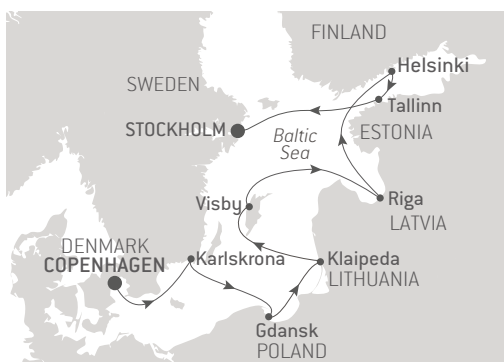 FINLAND
Helsinki
SWEDEN
Tallinn
STOCKHOLM
Baltic
Sea
ESTONIA
Visby
Riga
LATVIA
DENMARK
COPENHAGEN
Karlskrona
Klaipeda
LITHUANIA
Gdansk
POLAND